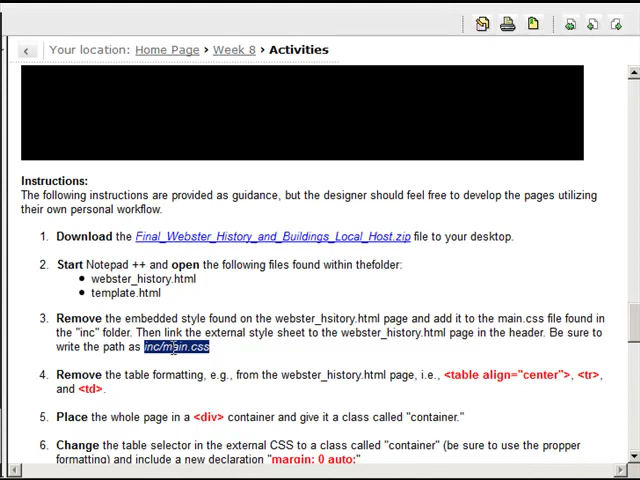 Your location: Home Page › Week 8 › Activities
Instructions:
The following instructions are provided as guidance, but the designer should feel free to develop the pages utilizing
their own personal workflow.
1. Download the Final_Webster_History_and_Buildings_Local_Host.zip file to your desktop.
2. Start Notepad ++ and open the following files found within thefolder:
• webster_history.html
• template.html
3. Remove the embedded style found on the webster_hsitory.html page and add it to the main.css file found in
the "inc" folder. Then link the external style sheet to the webster_history.html page in the header. Be sure to
write the path as inc/main.css
4. Remove the table formatting, e.g., from the webster_history.html page, i.e., <table align="center">, <tr>,
and <td>.
5. Place the whole page in a <div> container and give it a class called "container."
6. Change the table selector in the external CSS to a class called "container" (be sure to use the propper
formatting) and include a new declaration "margin: 0 auto;"